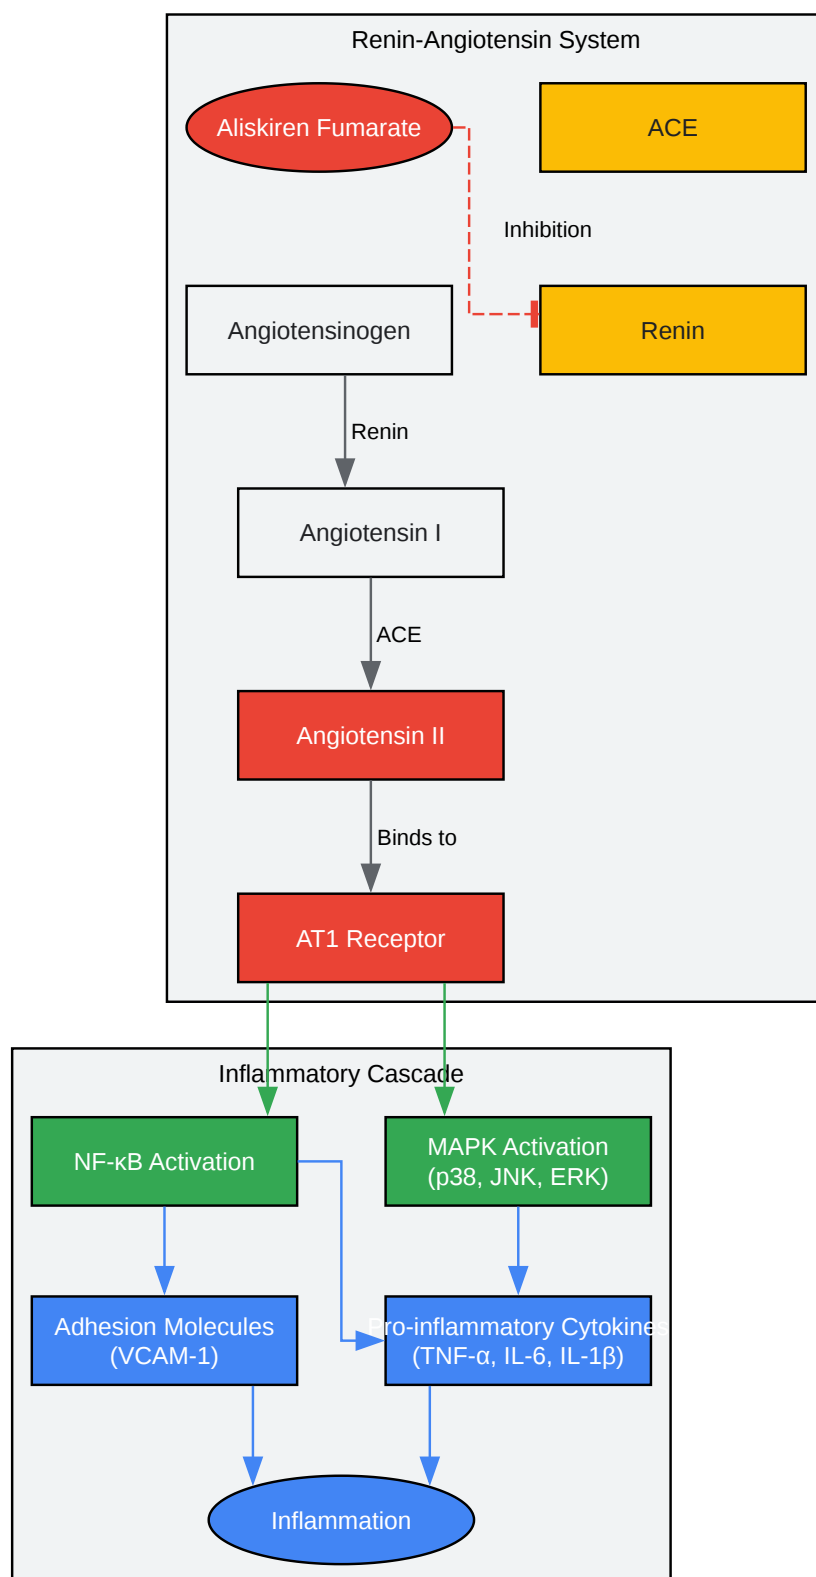 Renin-Angiotensin System
Aliskiren Fumarate
ACE
Inhibition
Angiotensinogen
Renin
Renin
Angiotensin I
ACE
Angiotensin II
Binds to
AT1 Receptor
Inflammatory Cascade
NF-κB Activation
MAPK Activation
(p38, JNK, ERK)
Adhesion Molecules
(VCAM-1)
Pro-inflammatory Cytokines
(TNF-α, IL-6, IL-1β)
Inflammation